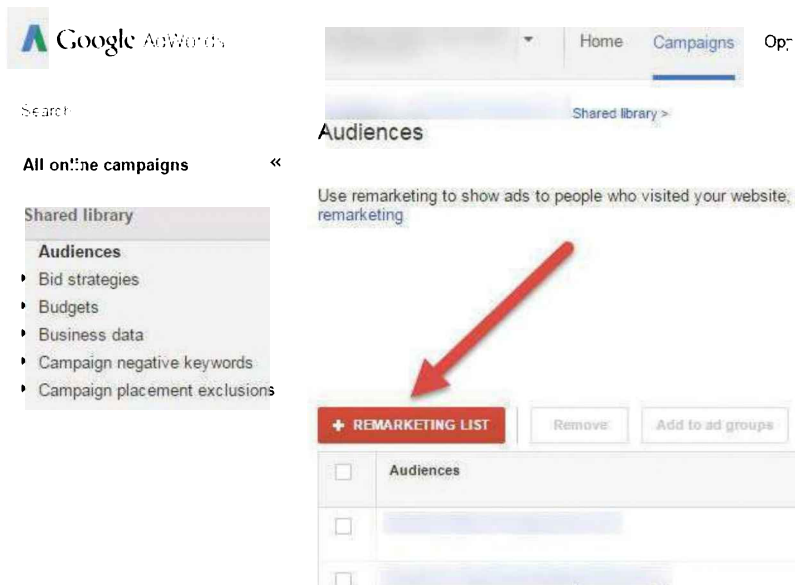 Google AdWords
Home Campaigns
Search
Shared library >
Audiences
All online campaigns «
Use remarketing to show ads to people who visited your website,
remarketing
Shared library
Audiences
Bid strategies
Budgets
Business data
Campaign negative keywords
Campaign placement exclusions
+ REMARKETING LIST Remove Add to ad groups
Audiences